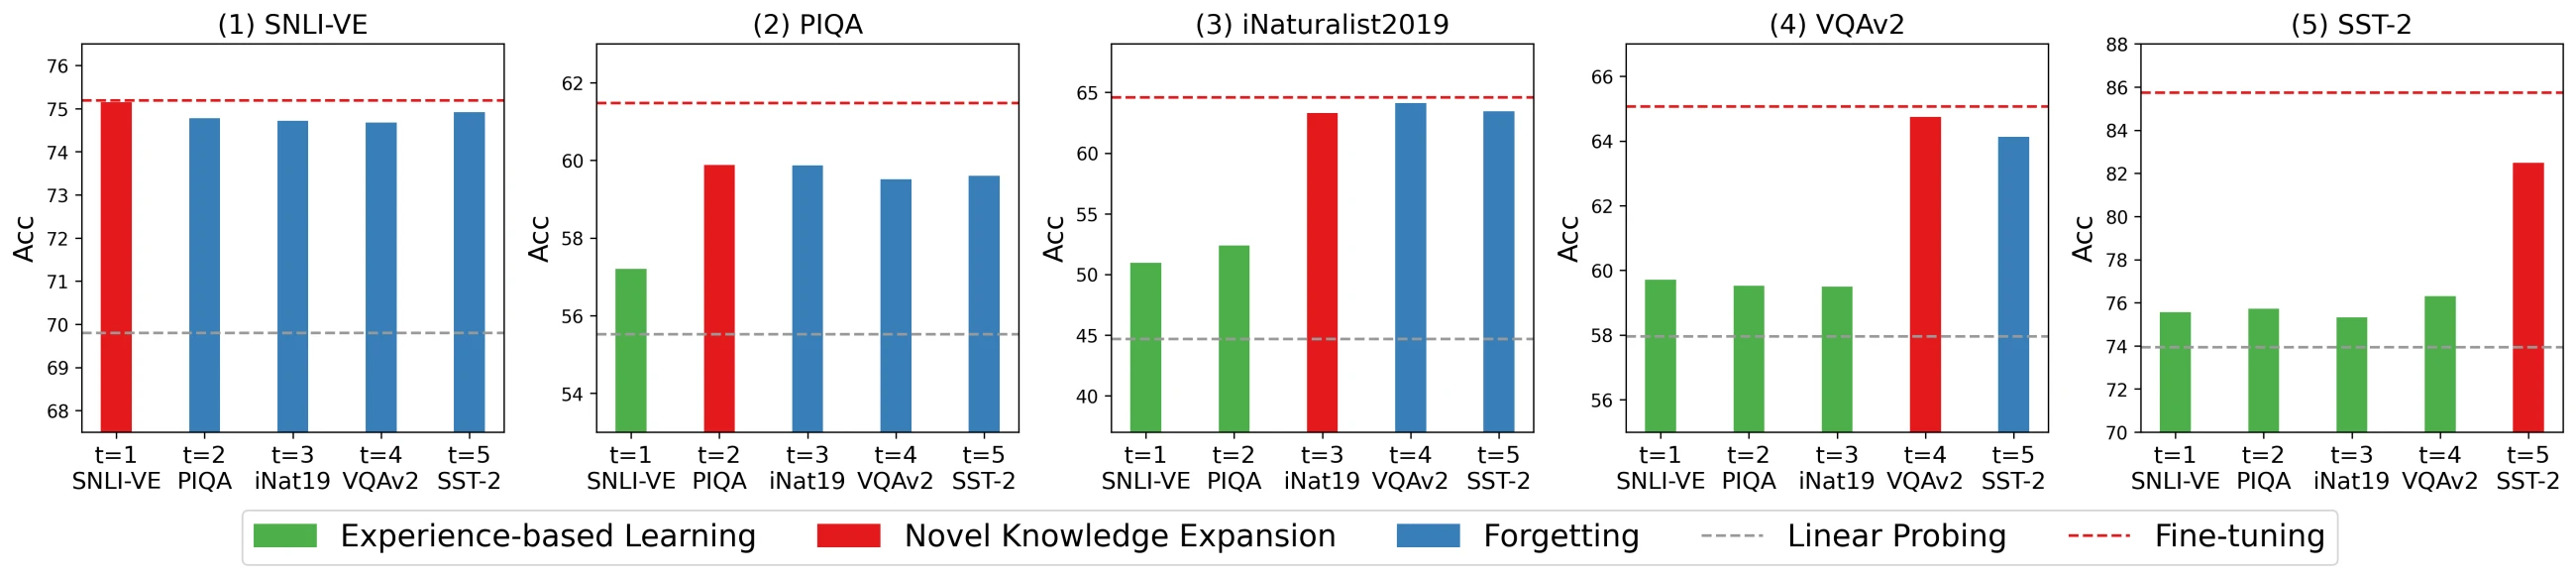 (1) SNLI-VE
Acc
76
75
74
73
72
71
70
69
68
t=1 t=2 t=3 t=4 t=5
SNLI-VE PIQA iNat19 VQAv2 SST-2
(2) PIQA
Acc
62
60
58
56
54
t=1 t=2 t=3 t=4 t=5
SNLI-VE PIQA iNat19 VQAv2 SST-2
(3) iNaturalist2019
Acc
65
60
55
50
45
40
t=1 t=2 t=3 t=4 t=5
SNLI-VE PIQA iNat19 VQAv2 SST-2
(4) VQAv2
Acc
66
64
62
60
58
56
t=1 t=2 t=3 t=4 t=5
SNLI-VE PIQA iNat19 VQAv2 SST-2
(5) SST-2
Acc
88
86
84
82
80
78
76
74
72
70
t=1 t=2 t=3 t=4 t=5
SNLI-VE PIQA iNat19 VQAv2 SST-2
Experience-based Learning Novel Knowledge Expansion Forgetting Linear Probing Fine-tuning